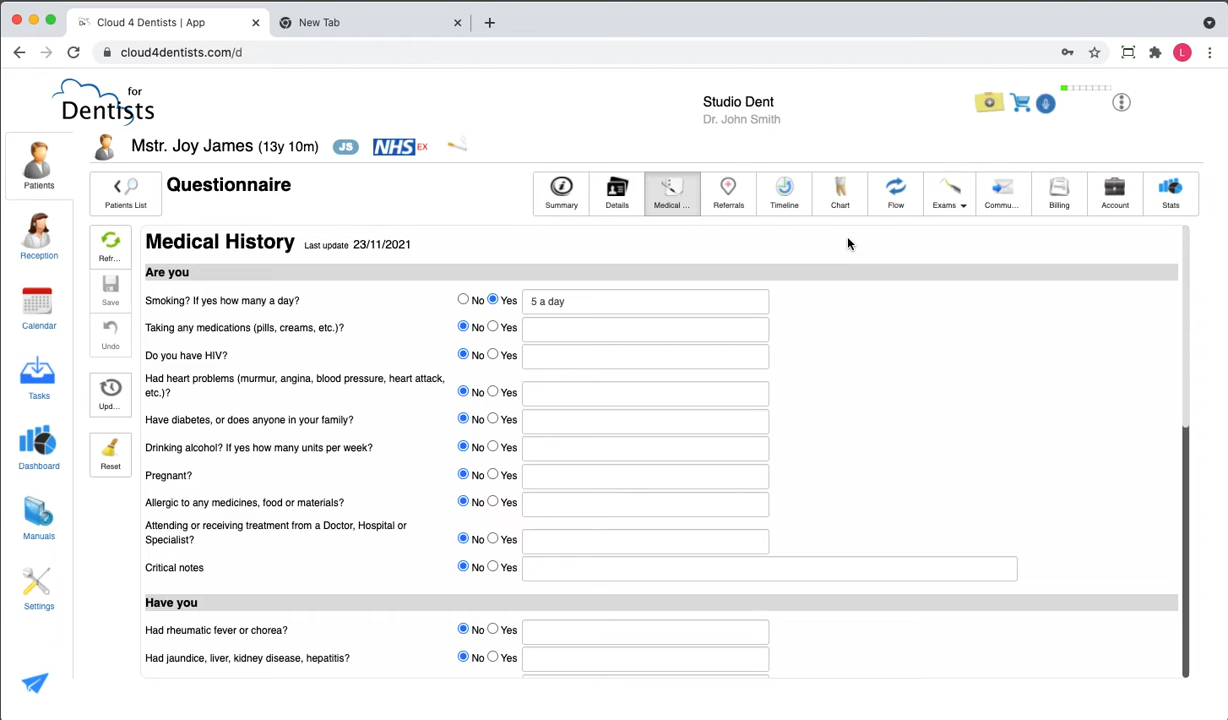 Cloud 4 Dentists | App
New Tab
cloud4dentists.com/d
L
for
Dentists
Studio Dent
Dr. John Smith
Mstr. Joy James (13y 10m)
JS
NHS EX
Patients
Patients List
Questionnaire
Summary
Details
Medical ...
Referrals
Timeline
Chart
Flow
Exams
Commu...
Billing
Account
Stats
Reception
Calendar
Tasks
Dashboard
Manuals
Settings
Refr...
Save
Undo
Upd...
Reset
Medical History Last update 23/11/2021
Are you
Smoking? If yes how many a day? No Yes 5 a day
Taking any medications (pills, creams, etc.)? No Yes
Do you have HIV? No Yes
Had heart problems (murmur, angina, blood pressure, heart attack,
etc.)? No Yes
Have diabetes, or does anyone in your family? No Yes
Drinking alcohol? If yes how many units per week? No Yes
Pregnant? No Yes
Allergic to any medicines, food or materials? No Yes
Attending or receiving treatment from a Doctor, Hospital or
Specialist? No Yes
Critical notes No Yes
Have you
Had rheumatic fever or chorea? No Yes
Had jaundice, liver, kidney disease, hepatitis? No Yes